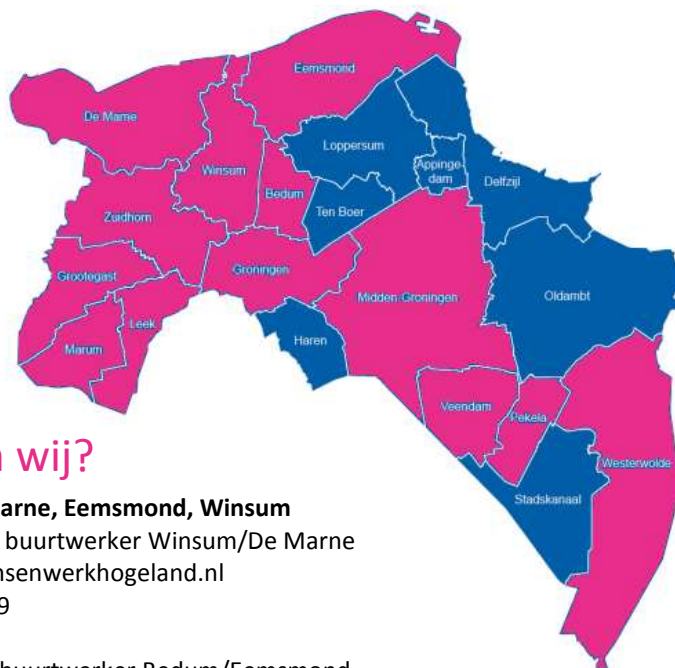 Eemsmond
De Marne
Loppersum
Winsum
Appinge-
dam
Bedum
Delfzijl
Ten Boer
Zuidhorn
Groningen
Grootegast
Midden-Groningen
Oldambt
Leek
Haren
Marum
Veendam
Pekela
Westerwolde
Stadskanaal
wij?
arne, Eemsmond, Winsum
buurtwerker Winsum/De Marne
nsenwerkhogeland.nl
9
buurtwerker Bedum/Eemsmond